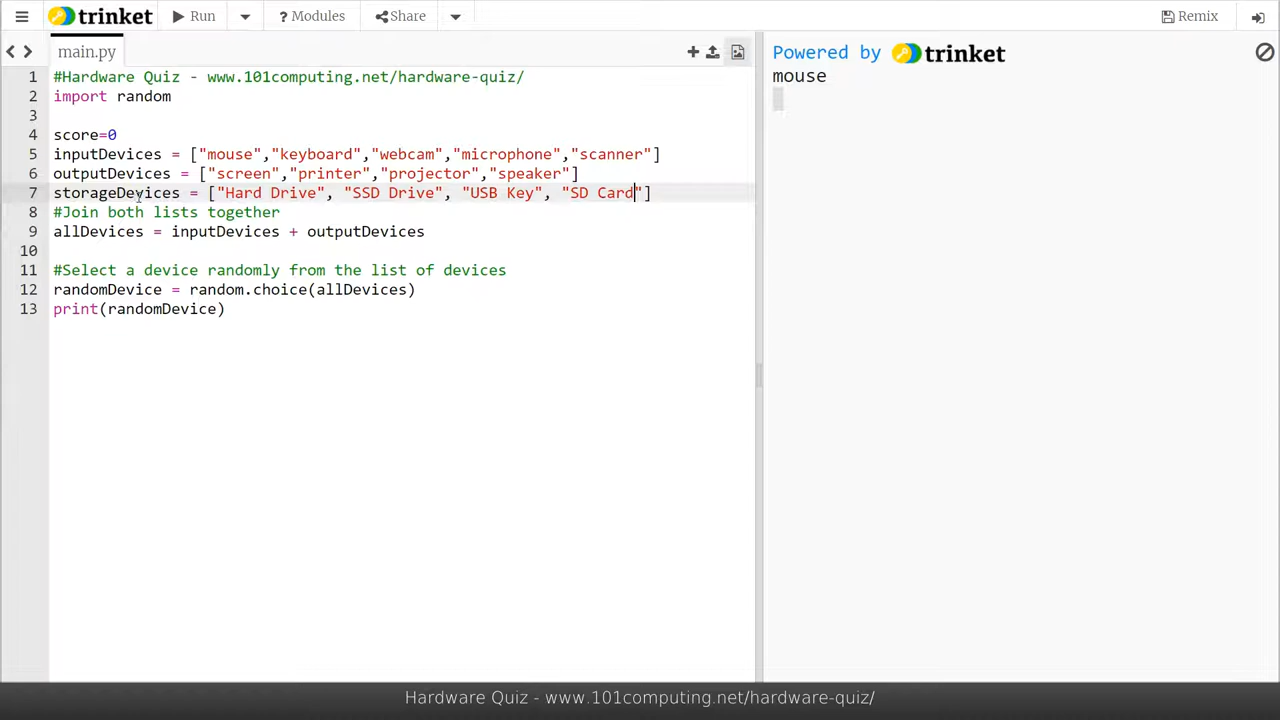 trinket Run ? Modules Share Remix
main.py
1 #Hardware Quiz - www.101computing.net/hardware-quiz/
2 import random
3
4 score=0
5 inputDevices = ["mouse","keyboard","webcam","microphone","scanner"]
6 outputDevices = ["screen","printer","projector","speaker"]
7 storageDevices = ["Hard Drive", "SSD Drive", "USB Key", "SD Card"]
8 #Join both lists together
9 allDevices = inputDevices + outputDevices
10
11 #Select a device randomly from the list of devices
12 randomDevice = random.choice(allDevices)
13 print(randomDevice)
Powered by trinket
mouse
Hardware Quiz - www.101computing.net/hardware-quiz/